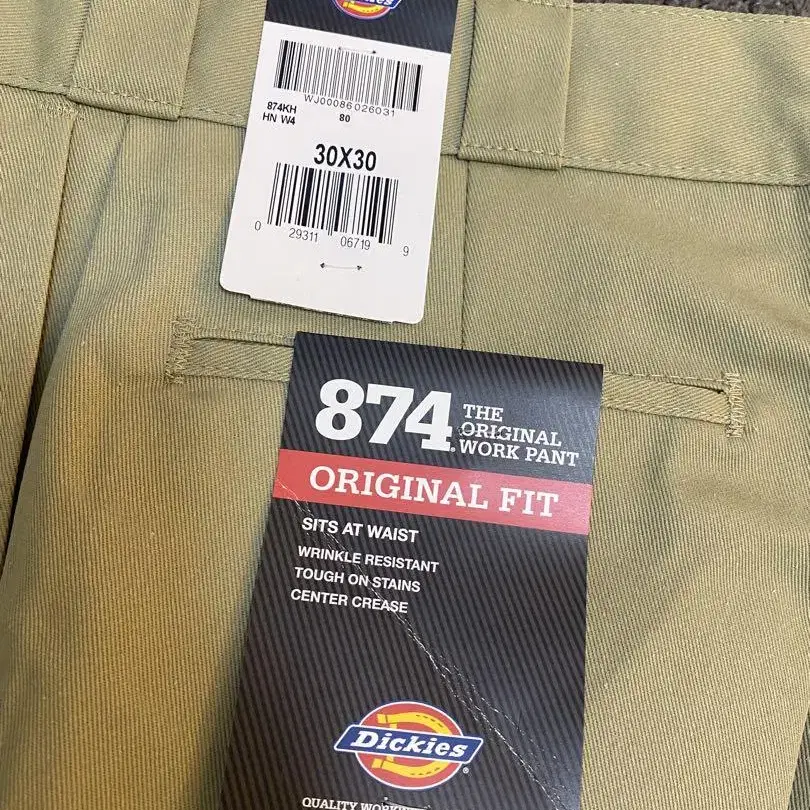 Dickies
WJ00086026031
874KH
80
HN W4
30X30
0 29311 06719 9
874
THE
ORIGINAL
WORK PANT
ORIGINAL FIT
SITS AT WAIST
WRINKLE RESISTANT
TOUGH ON STAINS
CENTER CREASE
Dickies®
QUALITY